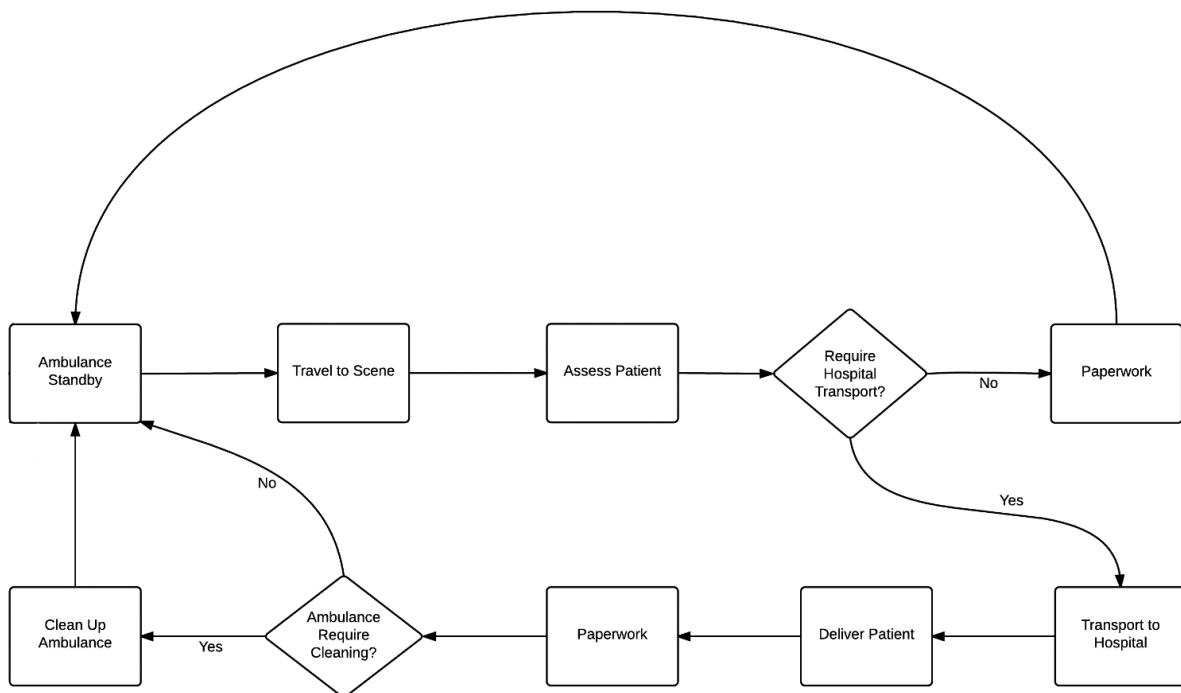 Ambulance
Standby
Travel to Scene
Assess Patient
Require
Hospital
Transport?
No
Paperwork
Yes
No
Clean Up
Ambulance
Yes
Ambulance
Require
Cleaning?
Paperwork
Deliver Patient
Transport to
Hospital